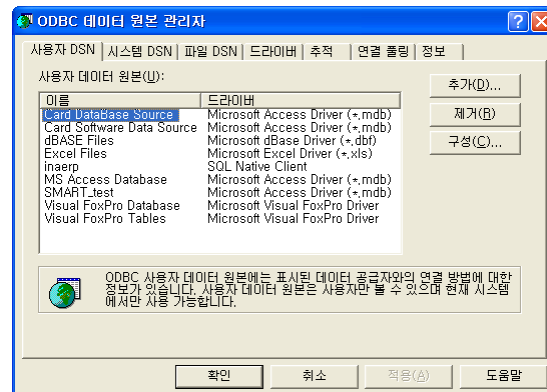 ODBC 데이터 원본 관리자
사용자 DSN 시스템 DSN 파일 DSN 드라이버 추적 연결 풀링 정보
사용자 데이터 원본(U):
이름 드라이버
Card DataBase Source Microsoft Access Driver (*.mdb)
Card Software Data Source Microsoft Access Driver (*.mdb)
dBASE Files Microsoft dBase Driver (*.dbf)
Excel Files Microsoft Excel Driver (*.xls)
inaerp SQL Native Client
MS Access Database Microsoft Access Driver (*.mdb)
SMART_test Microsoft Access Driver (*.mdb)
Visual FoxPro Database Microsoft Visual FoxPro Driver
Visual FoxPro Tables Microsoft Visual FoxPro Driver
추가(D)...
제거(R)
구성(C)...
ODBC 사용자 데이터 원본에는 표시된 데이터 공급자와의 연결 방법에 대한
정보가 있습니다. 사용자 데이터 원본은 사용자만 볼 수 있으며 현재 시스템
에서만 사용 가능합니다.
확인 취소 적용(A) 도움말